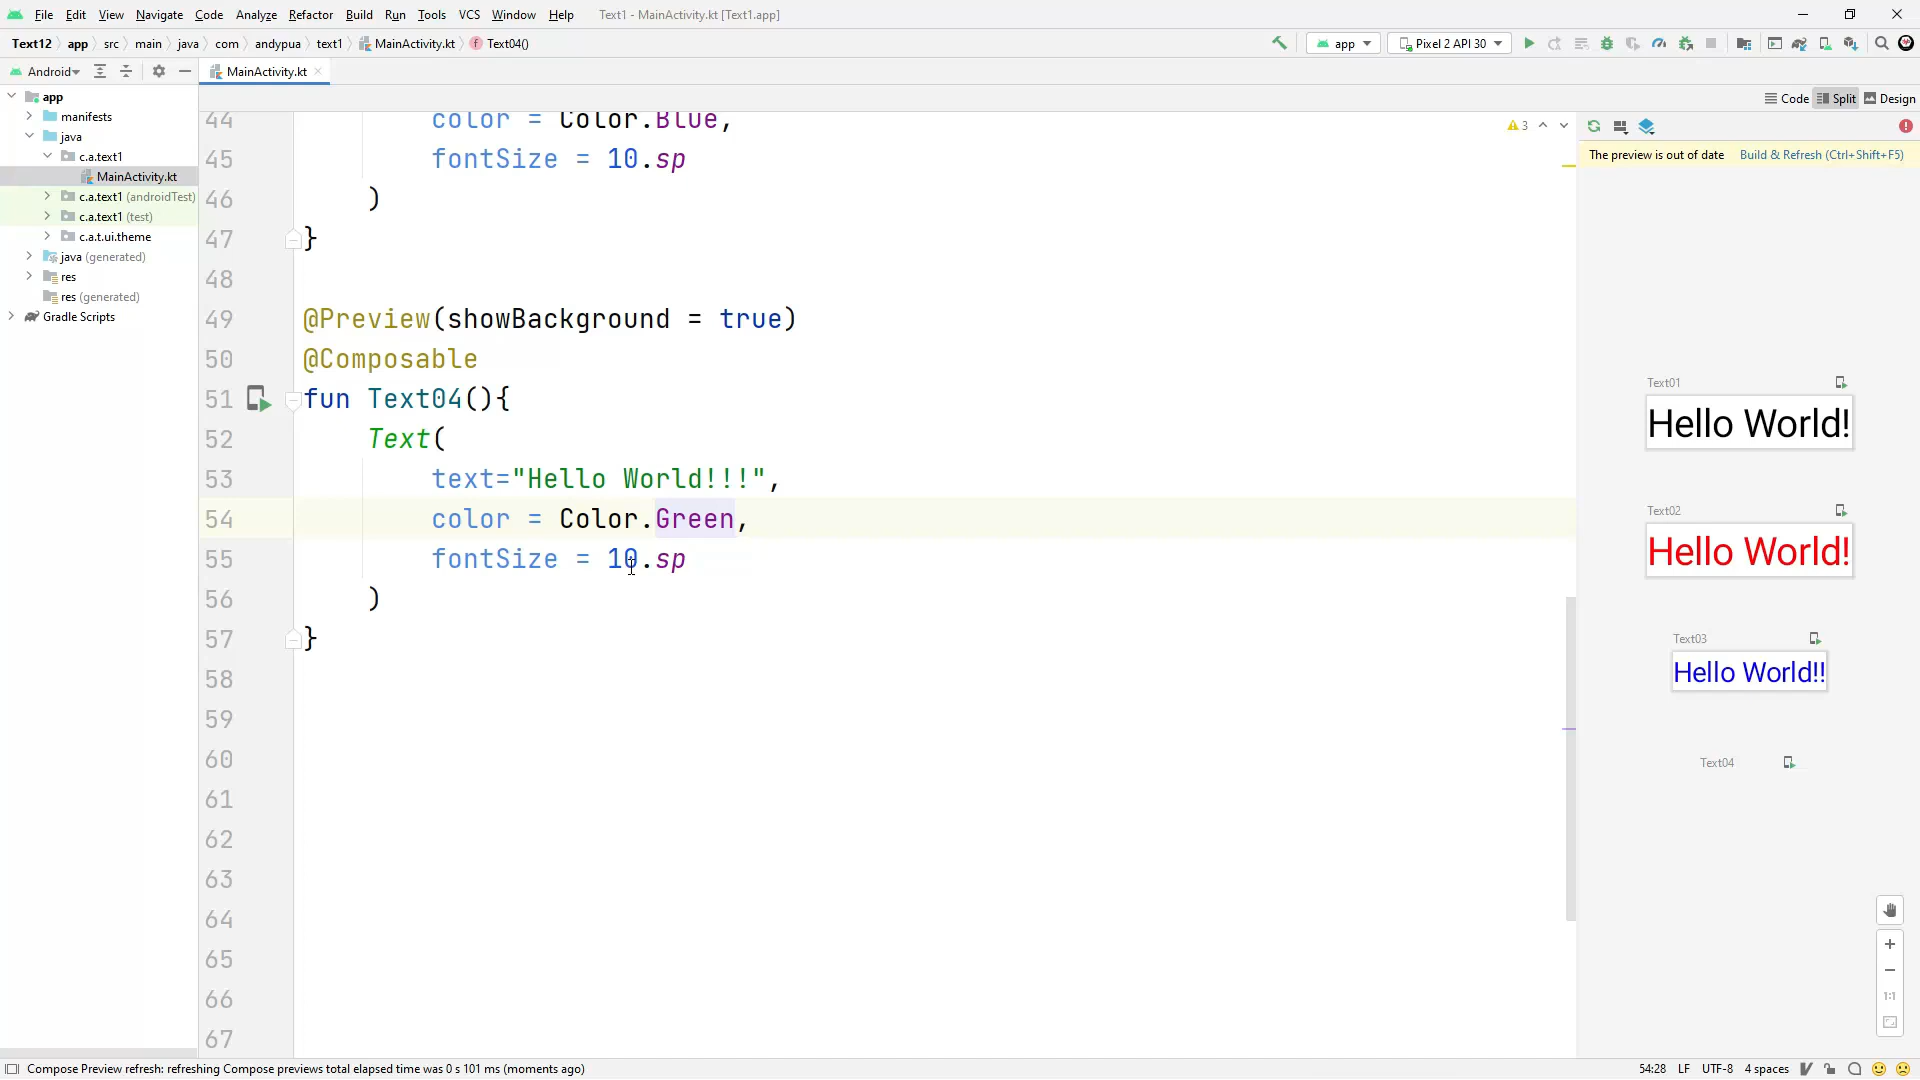 File Edit View Navigate Code Analyze Refactor Build Run Tools VCS Window Help Text1 - MainActivity.kt [Text1.app]
Text12 app src main java com andypua text1 MainActivity.kt Text04() app Pixel 2 API 30
Android MainActivity.kt
Code Split Design
app
manifests
java
c.a.text1
MainActivity.kt
c.a.text1 (androidTest)
c.a.text1 (test)
c.a.t.ui.theme
java (generated)
res
res (generated)
Gradle Scripts
3
44 color = Color.Blue,
45 fontSize = 10.sp
46 )
47 }
48
49 @Preview(showBackground = true)
50 @Composable
51 fun Text04(){
52 Text(
53 text="Hello World!!!",
54 color = Color.Green,
55 fontSize = 10.sp
56 )
57 }
58
59
60
61
62
63
64
65
66
67
The preview is out of date Build & Refresh (Ctrl+Shift+F5)
Text01
Hello World!
Text02
Hello World!
Text03
Hello World!!
Text04
1:1
Compose Preview refresh: refreshing Compose previews total elapsed time was 0 s 101 ms (moments ago) 54:28 LF UTF-8 4 spaces